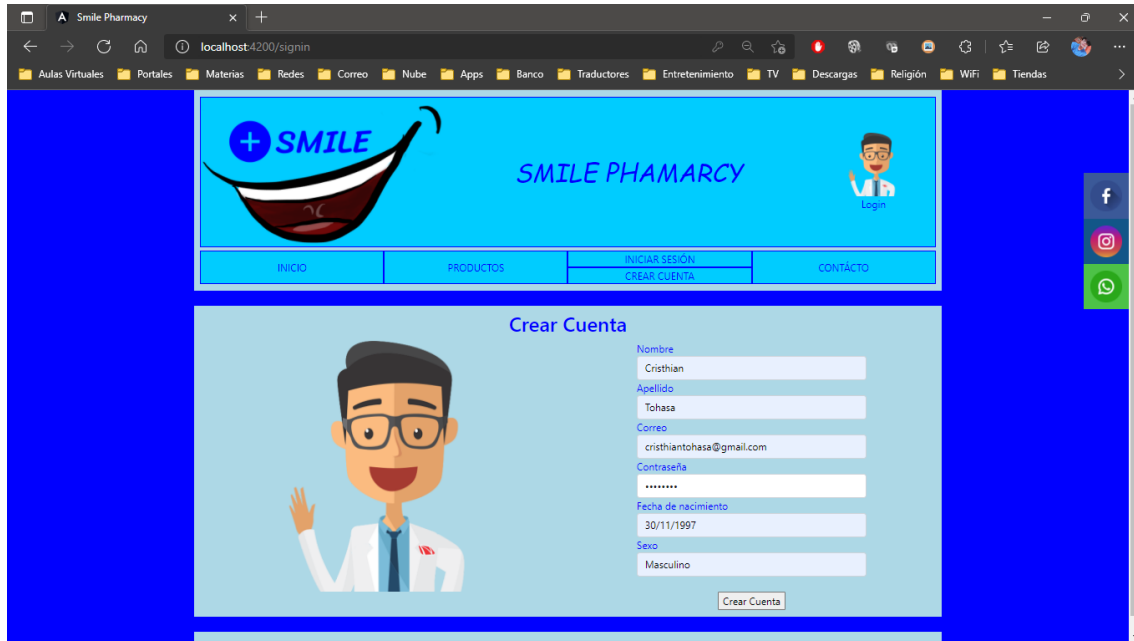 Smile Pharmacy
localhost:4200/signin
Aulas Virtuales Portales Materias Redes Correo Nube Apps Banco Traductores Entretenimiento TV Descargas Religión WiFi Tiendas
SMILE
SMILE PHAMARCY
Login
INICIO
PRODUCTOS
INICIAR SESIÓN
CREAR CUENTA
CONTÁCTO
Crear Cuenta
Nombre
Cristhian
Apellido
Tohasa
Correo
cristhiantohasa@gmail.com
Contraseña
••••••••
Fecha de nacimiento
30/11/1997
Sexo
Masculino
Crear Cuenta